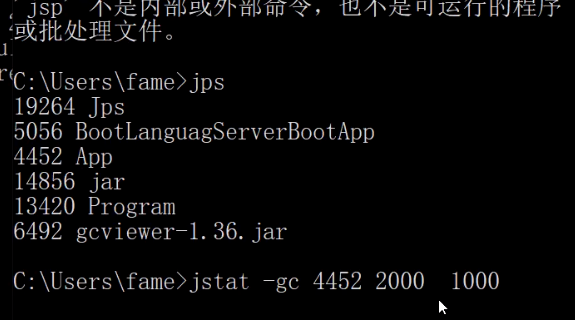 'jsp' 不是内部或外部命令，也不是可运行的程序
或批处理文件。
C:\Users\fame>jps
19264 Jps
5056 BootLanguagServerBootApp
4452 App
14856 jar
13420 Program
6492 gcviewer-1.36.jar
C:\Users\fame>jstat -gc 4452 2000  1000